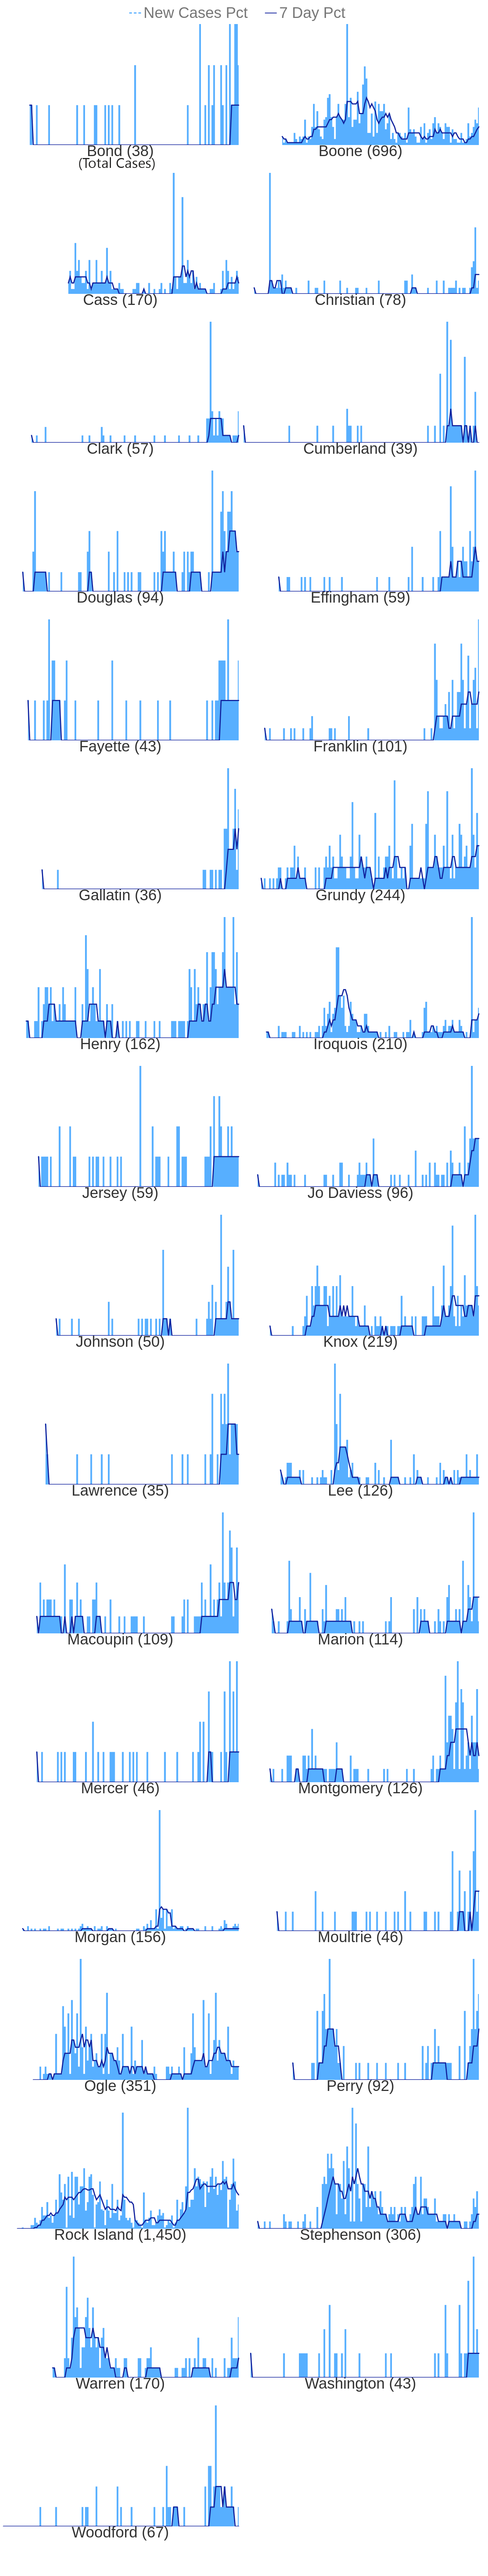 New Cases Pct 7 Day Pct
Bond (38) Boone (696)
(Total Cases)
Cass (170) Christian (78)
Clark (57) Cumberland (39)
Douglas (94) Effingham (59)
Fayette (43) Franklin (101)
Gallatin (36) Grundy (244)
Henry (162) Iroquois (210)
Jersey (59) Jo Daviess (96)
Johnson (50) Knox (219)
Lawrence (35) Lee (126)
Macoupin (109) Marion (114)
Mercer (46) Montgomery (126)
Morgan (156) Moultrie (46)
Ogle (351) Perry (92)
Rock Island (1,450) Stephenson (306)
Warren (170) Washington (43)
Woodford (67)